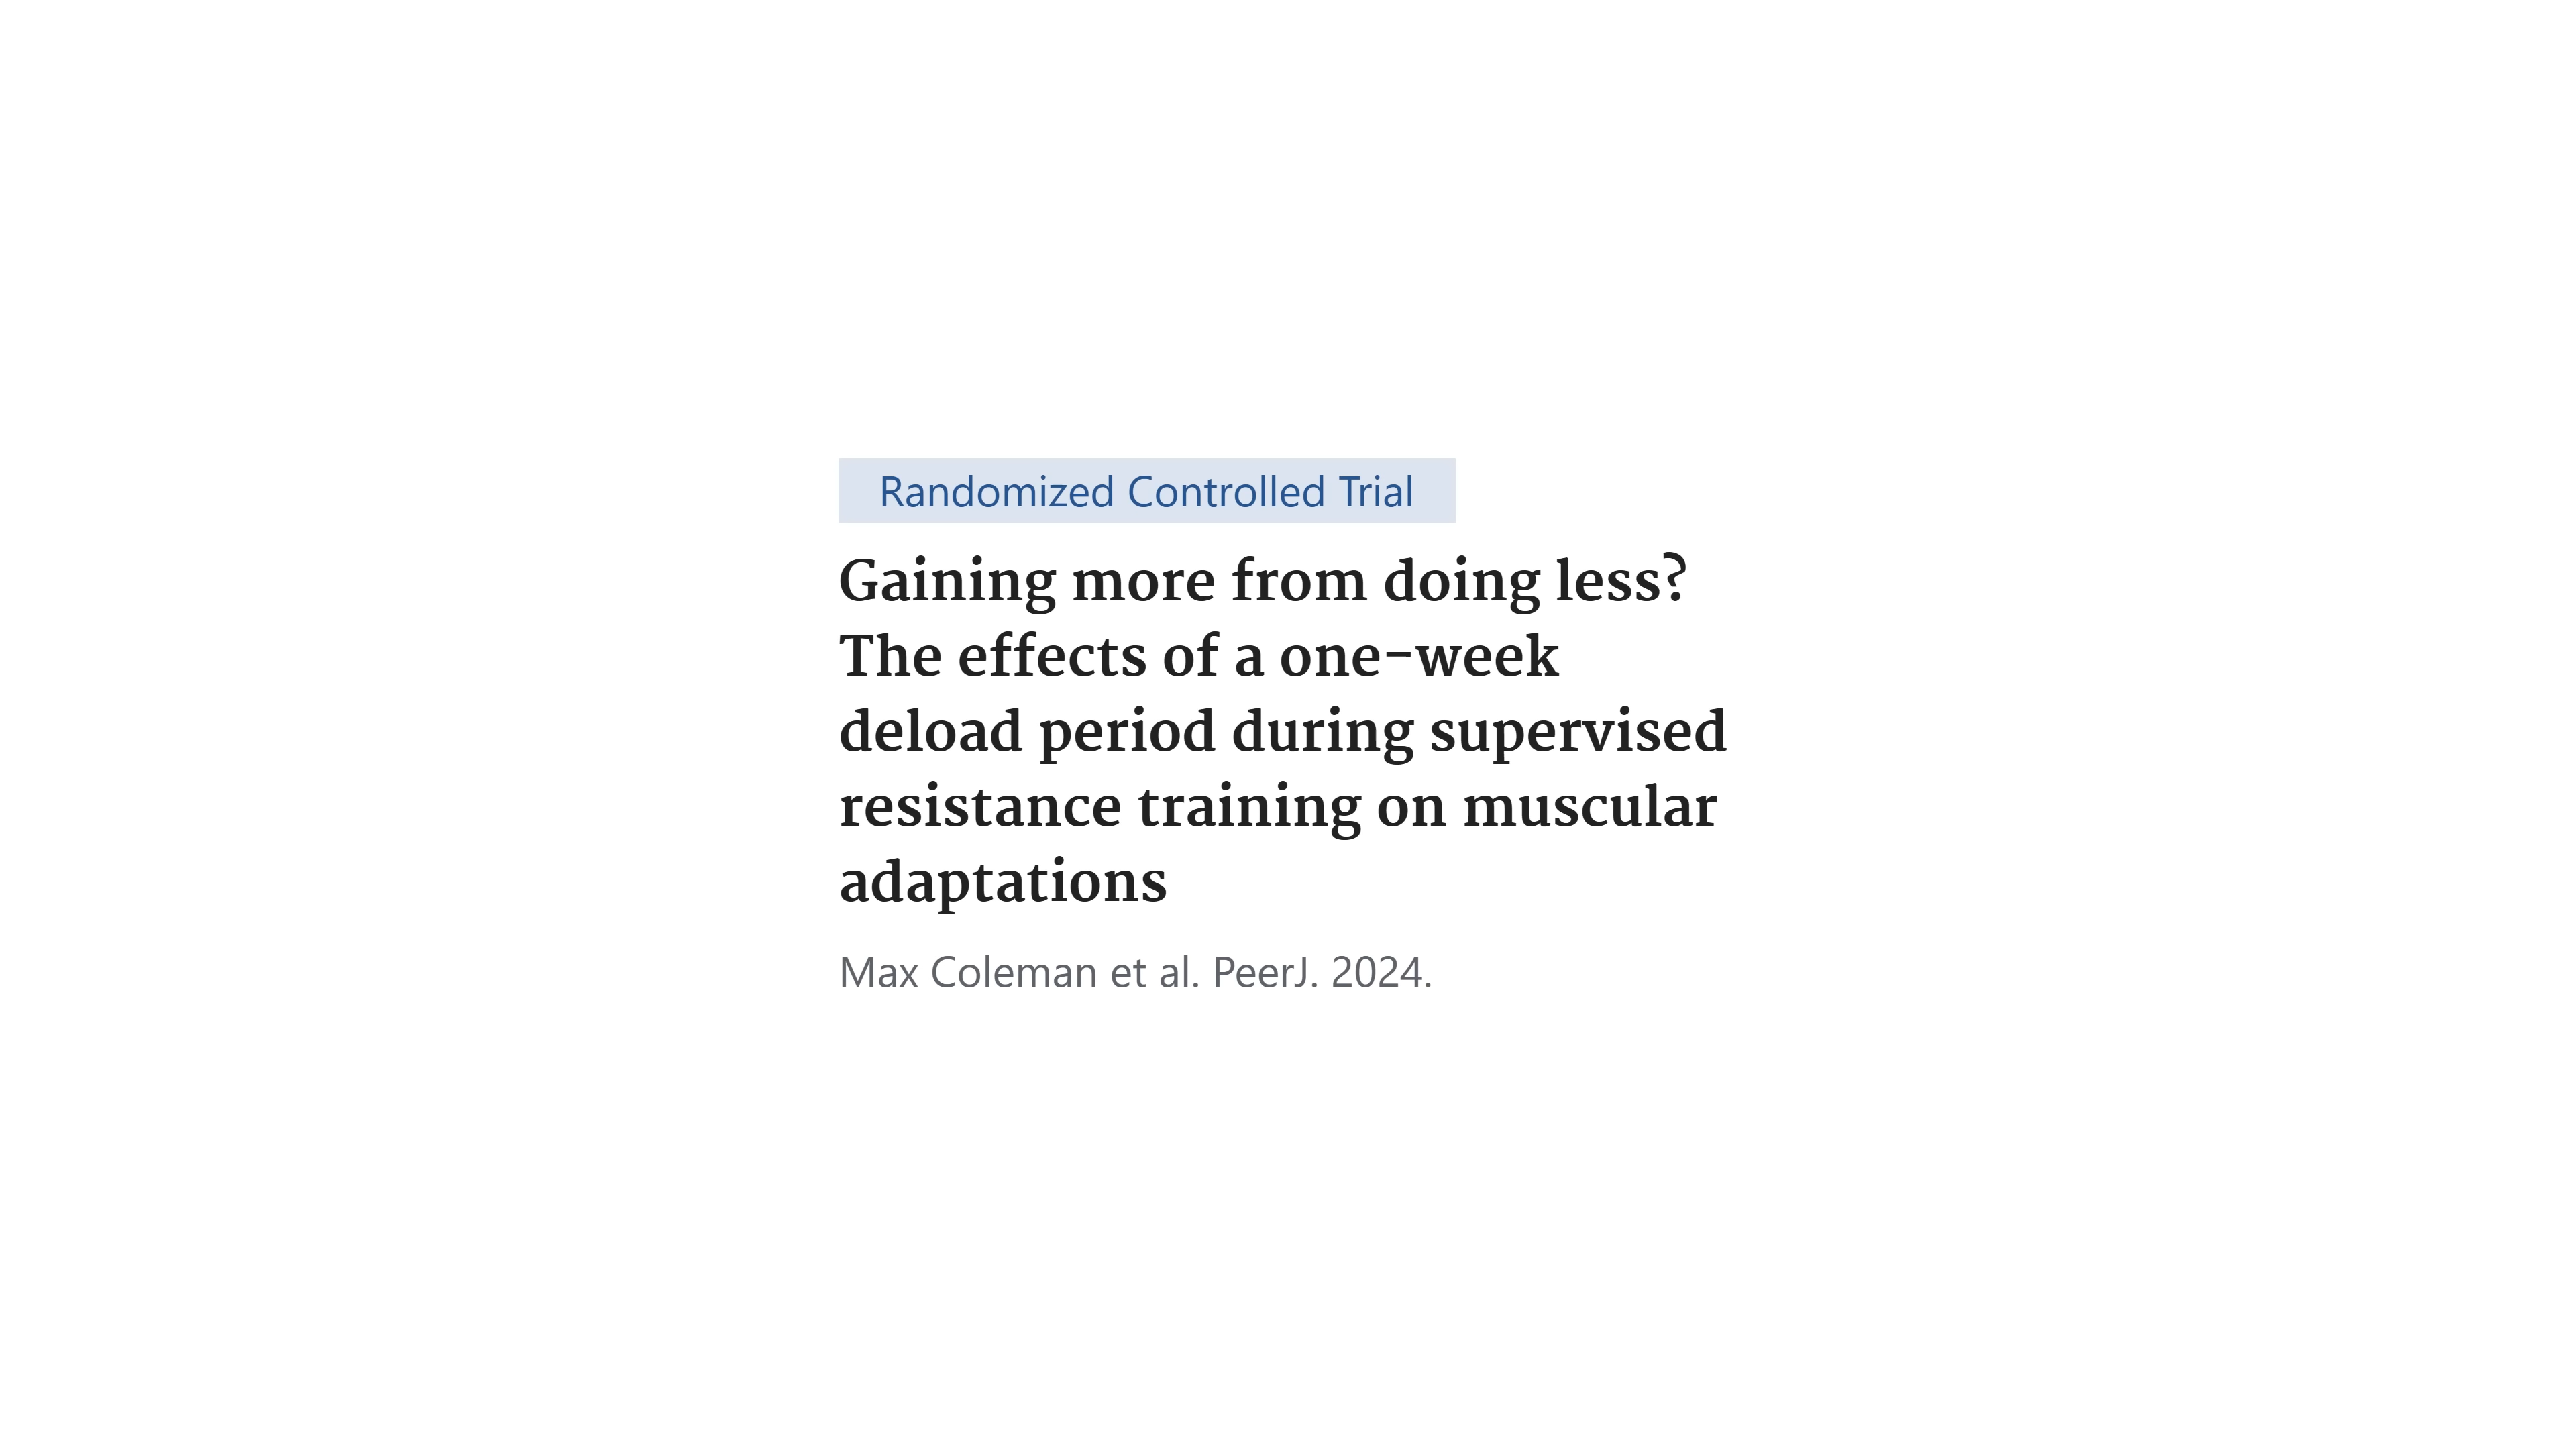 Randomized Controlled Trial
Gaining more from doing less?
The effects of a one-week
deload period during supervised
resistance training on muscular
adaptations
Max Coleman et al. PeerJ. 2024.